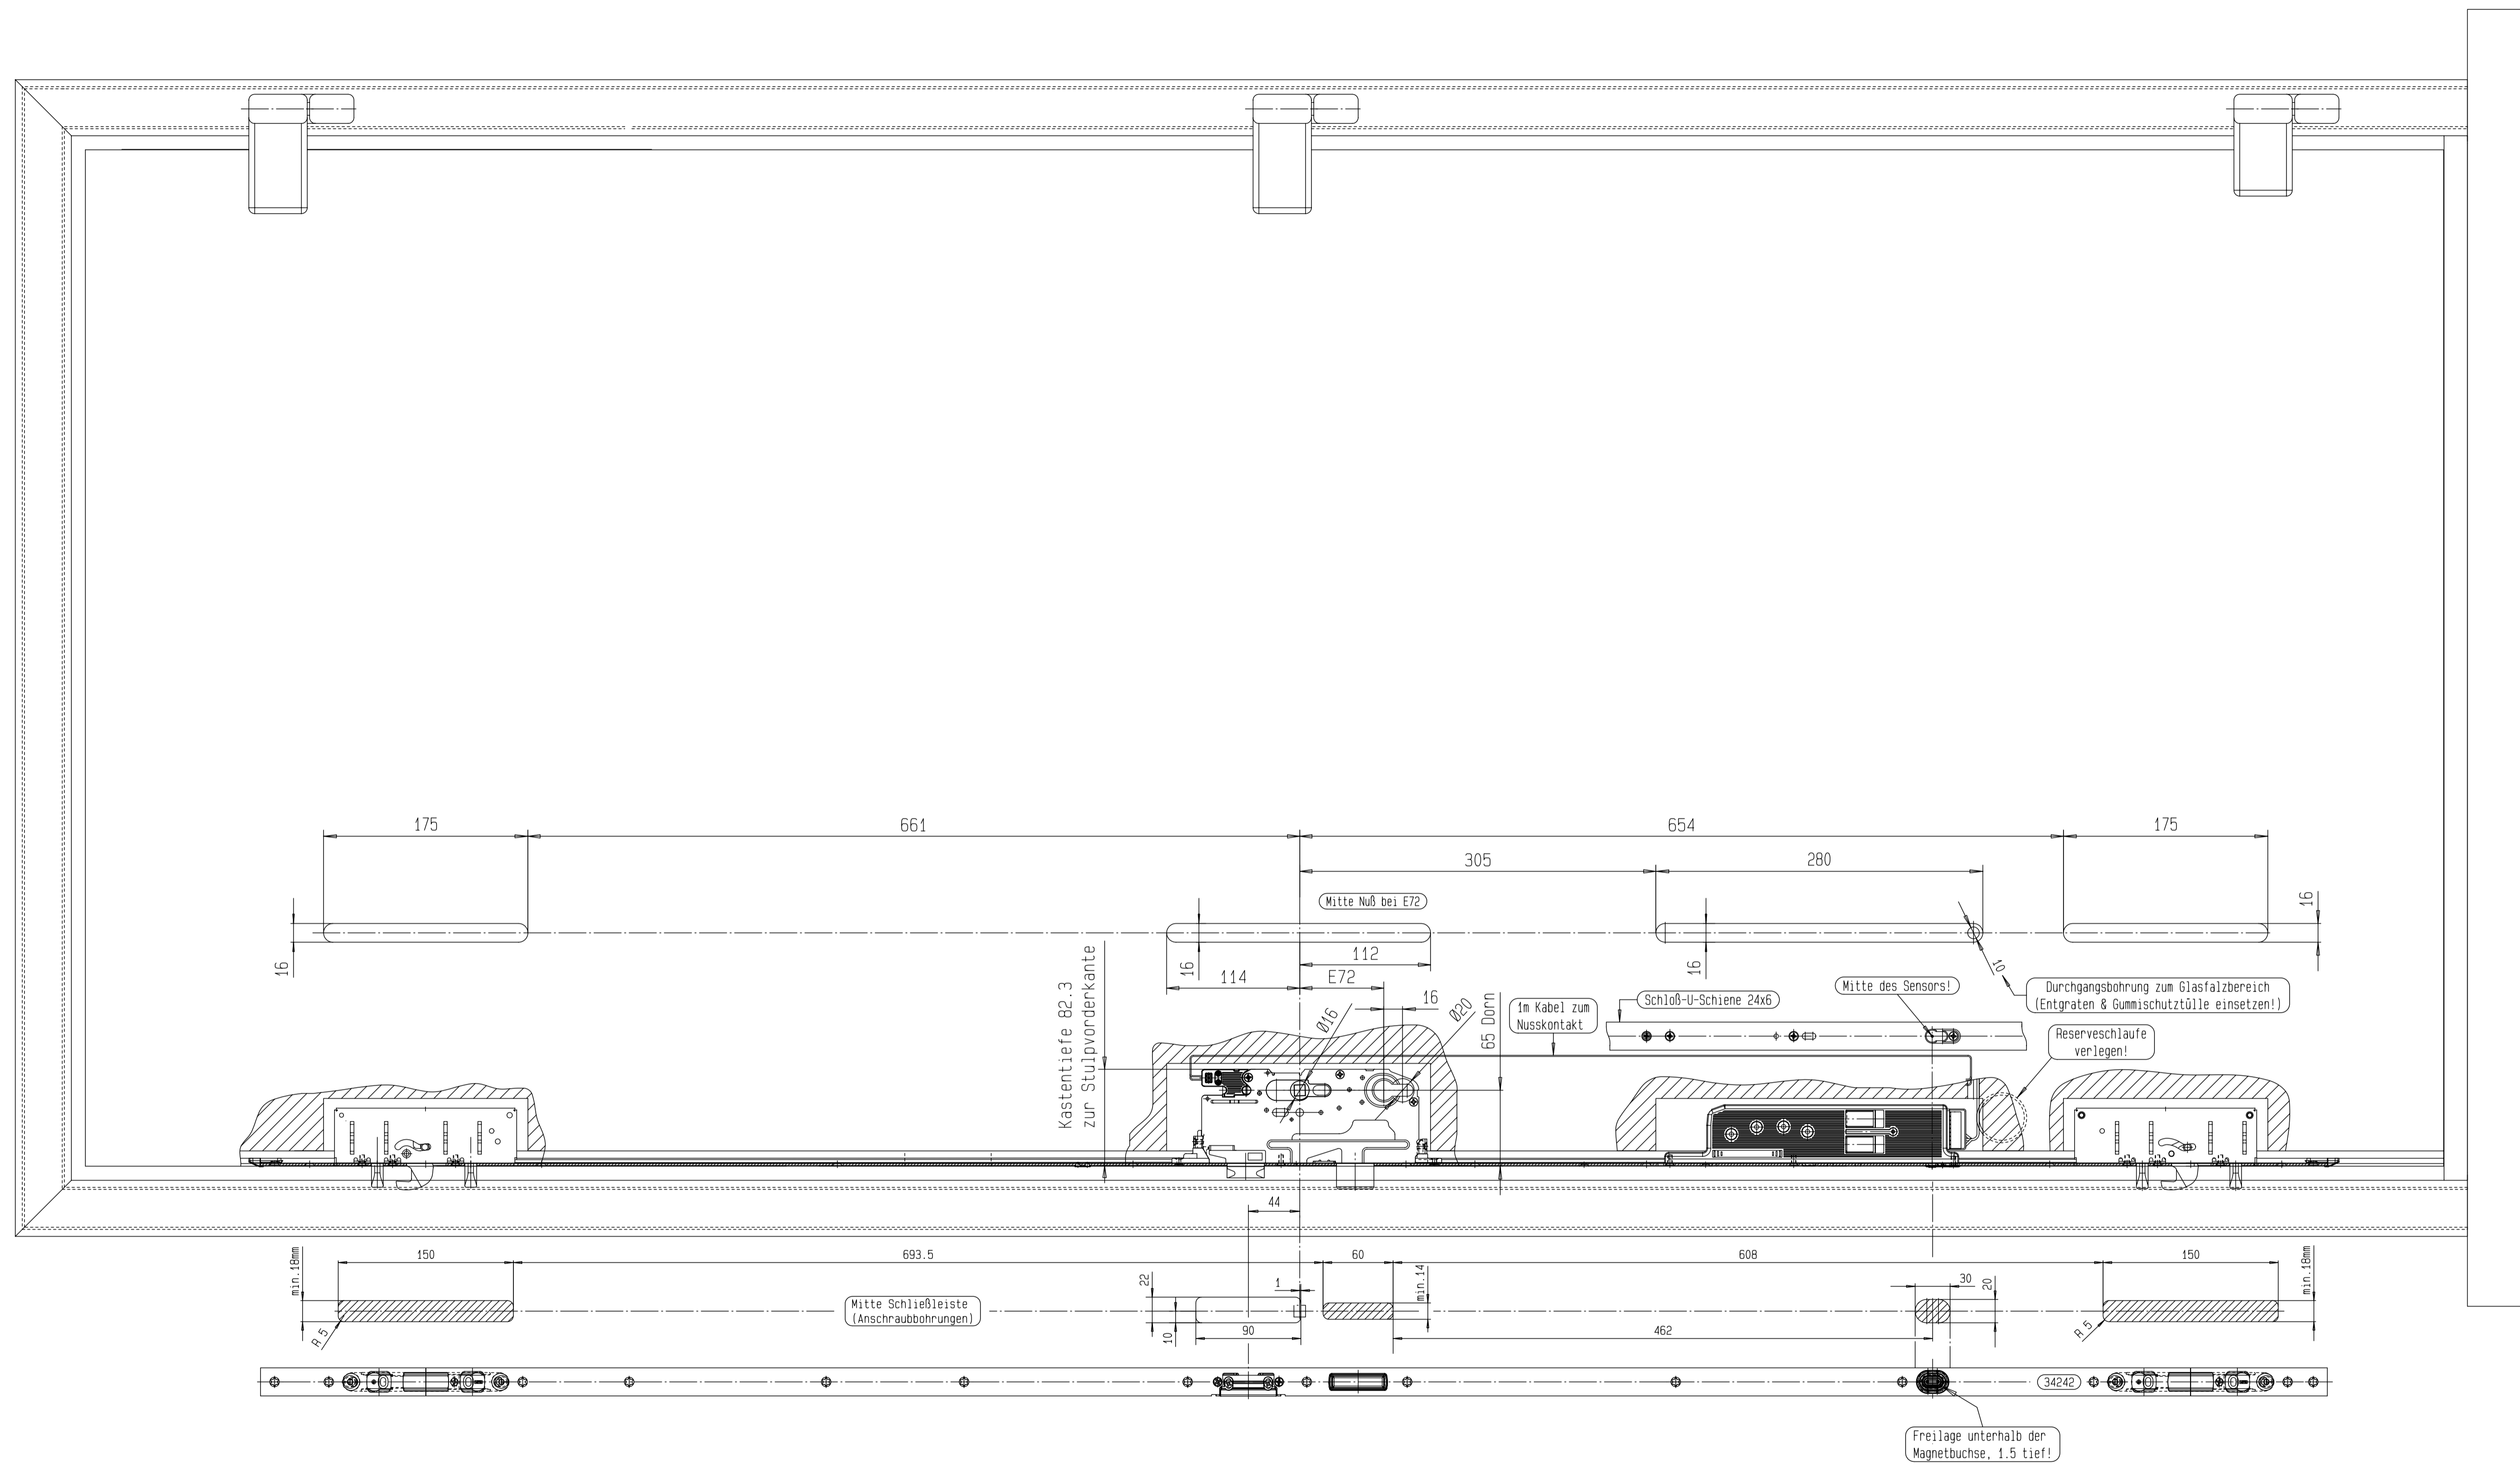 175
661
654
175
305
280
Mitte Nuß bei E72
16
16
16
16
16
112
114
E72
10
Kastentiefe 82.3
zur Stulpvorderkante
Ø16
16
Ø20
65 Dorn
1m Kabel zum
Nusskontakt
Schloß-U-Schiene 24x6
Mitte des Sensors!
Durchgangsbohrung zum Glasfalzbereich
(Entgraten & Gummischutztülle einsetzen!)
Reserveschlaufe
verlegen!
44
min.18mm
150
693.5
60
608
150
min.18mm
22
1
min.14
30
20
Mitte Schließleiste
(Anschraubbohrungen)
R 5
10
90
462
R 5
34242
Freilage unterhalb der
Magnetbuchse, 1.5 tief!